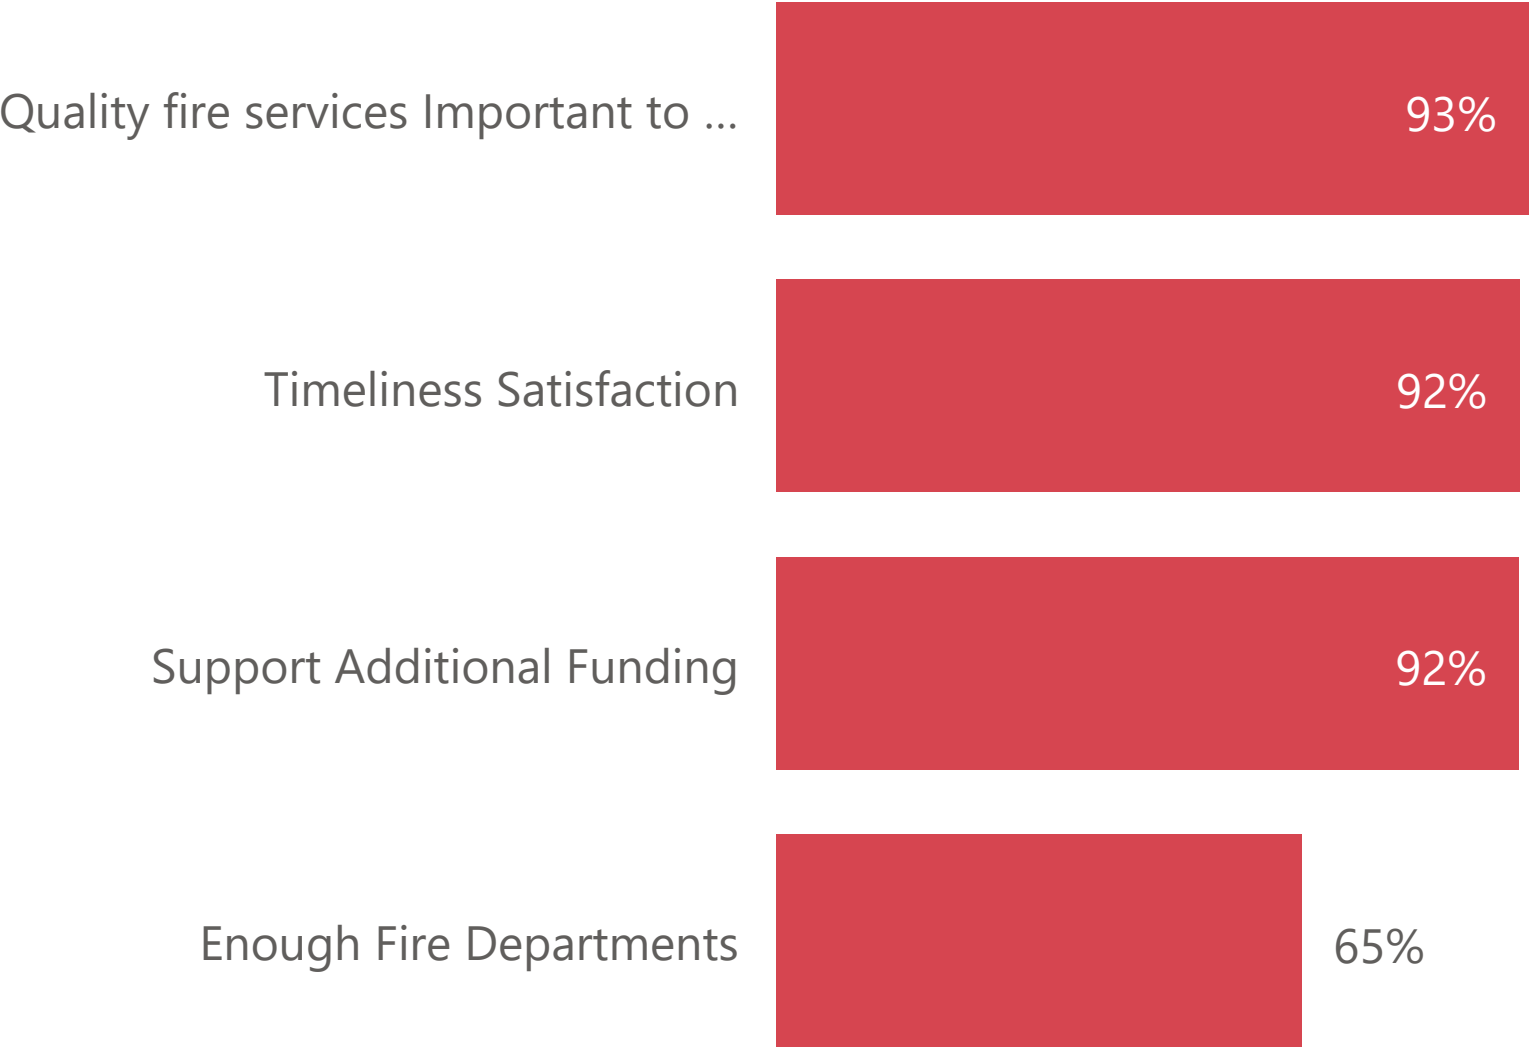 Quality fire services Important to ...
93%
Timeliness Satisfaction
92%
Support Additional Funding
92%
Enough Fire Departments
65%